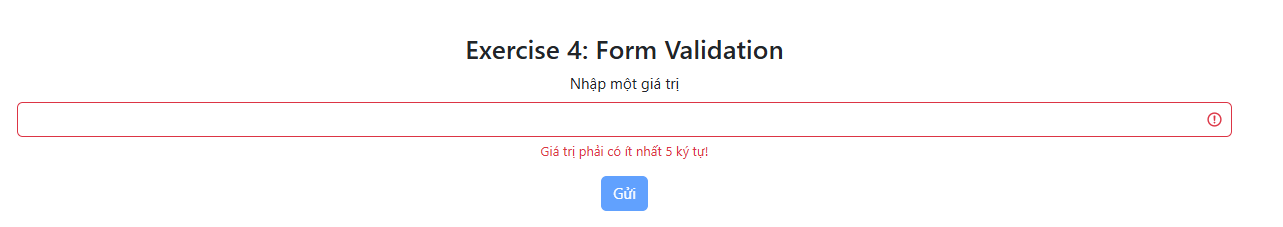 Exercise 4: Form Validation
Nhập một giá trị
Giá trị phải có ít nhất 5 ký tự!
Gửi